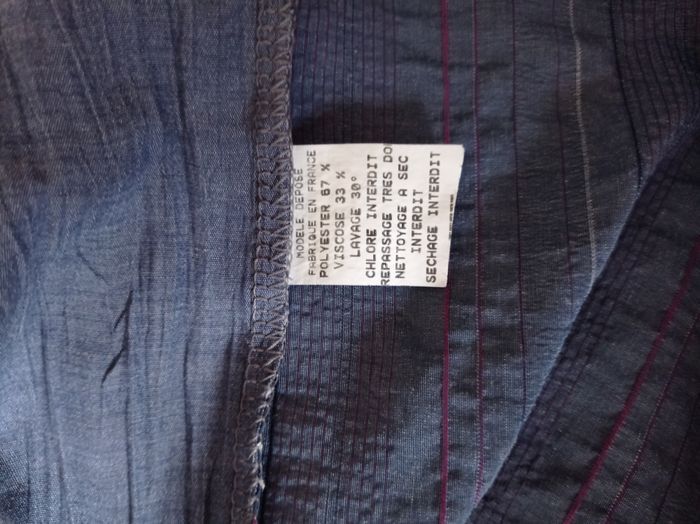 MODELE DEPOSE
FABRIQUE EN FRANCE
POLYESTER 67 %
VISCOSE 33 %
LAVAGE 30°
CHLORE INTERDIT
REPASSAGE TRES DO
NETTOYAGE A SEC
INTERDIT
SECHAGE INTERDIT